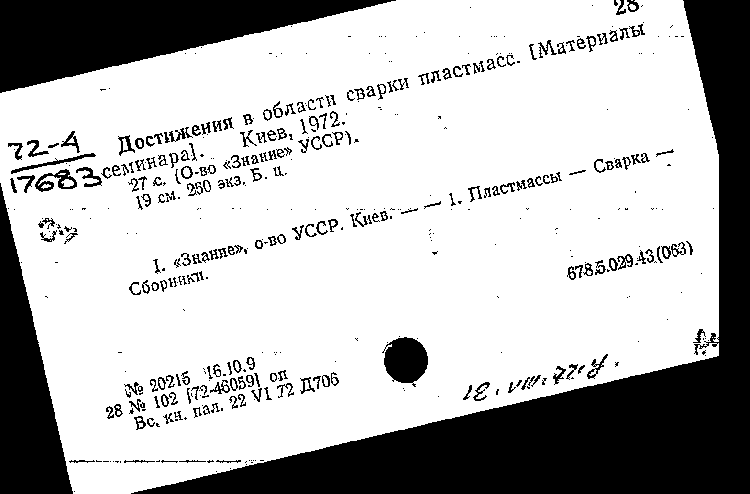 28
Достижения в области сварки пластмасс. [Материалы
семинара]. Киев, 1972.
72-4
17683
27 с. (О-во «Знание» УССР).
19 см. 250 экз. Б. ц.
I. «Знание», о-во УССР. Киев. — — 1. Пластмассы — Сварка —
Сборники.
678.5.029.43(063)
№ 20215 16.10.9
28 № 102 [72-46059] оп
Вс. кн. пал. 22 VI 72 Д706